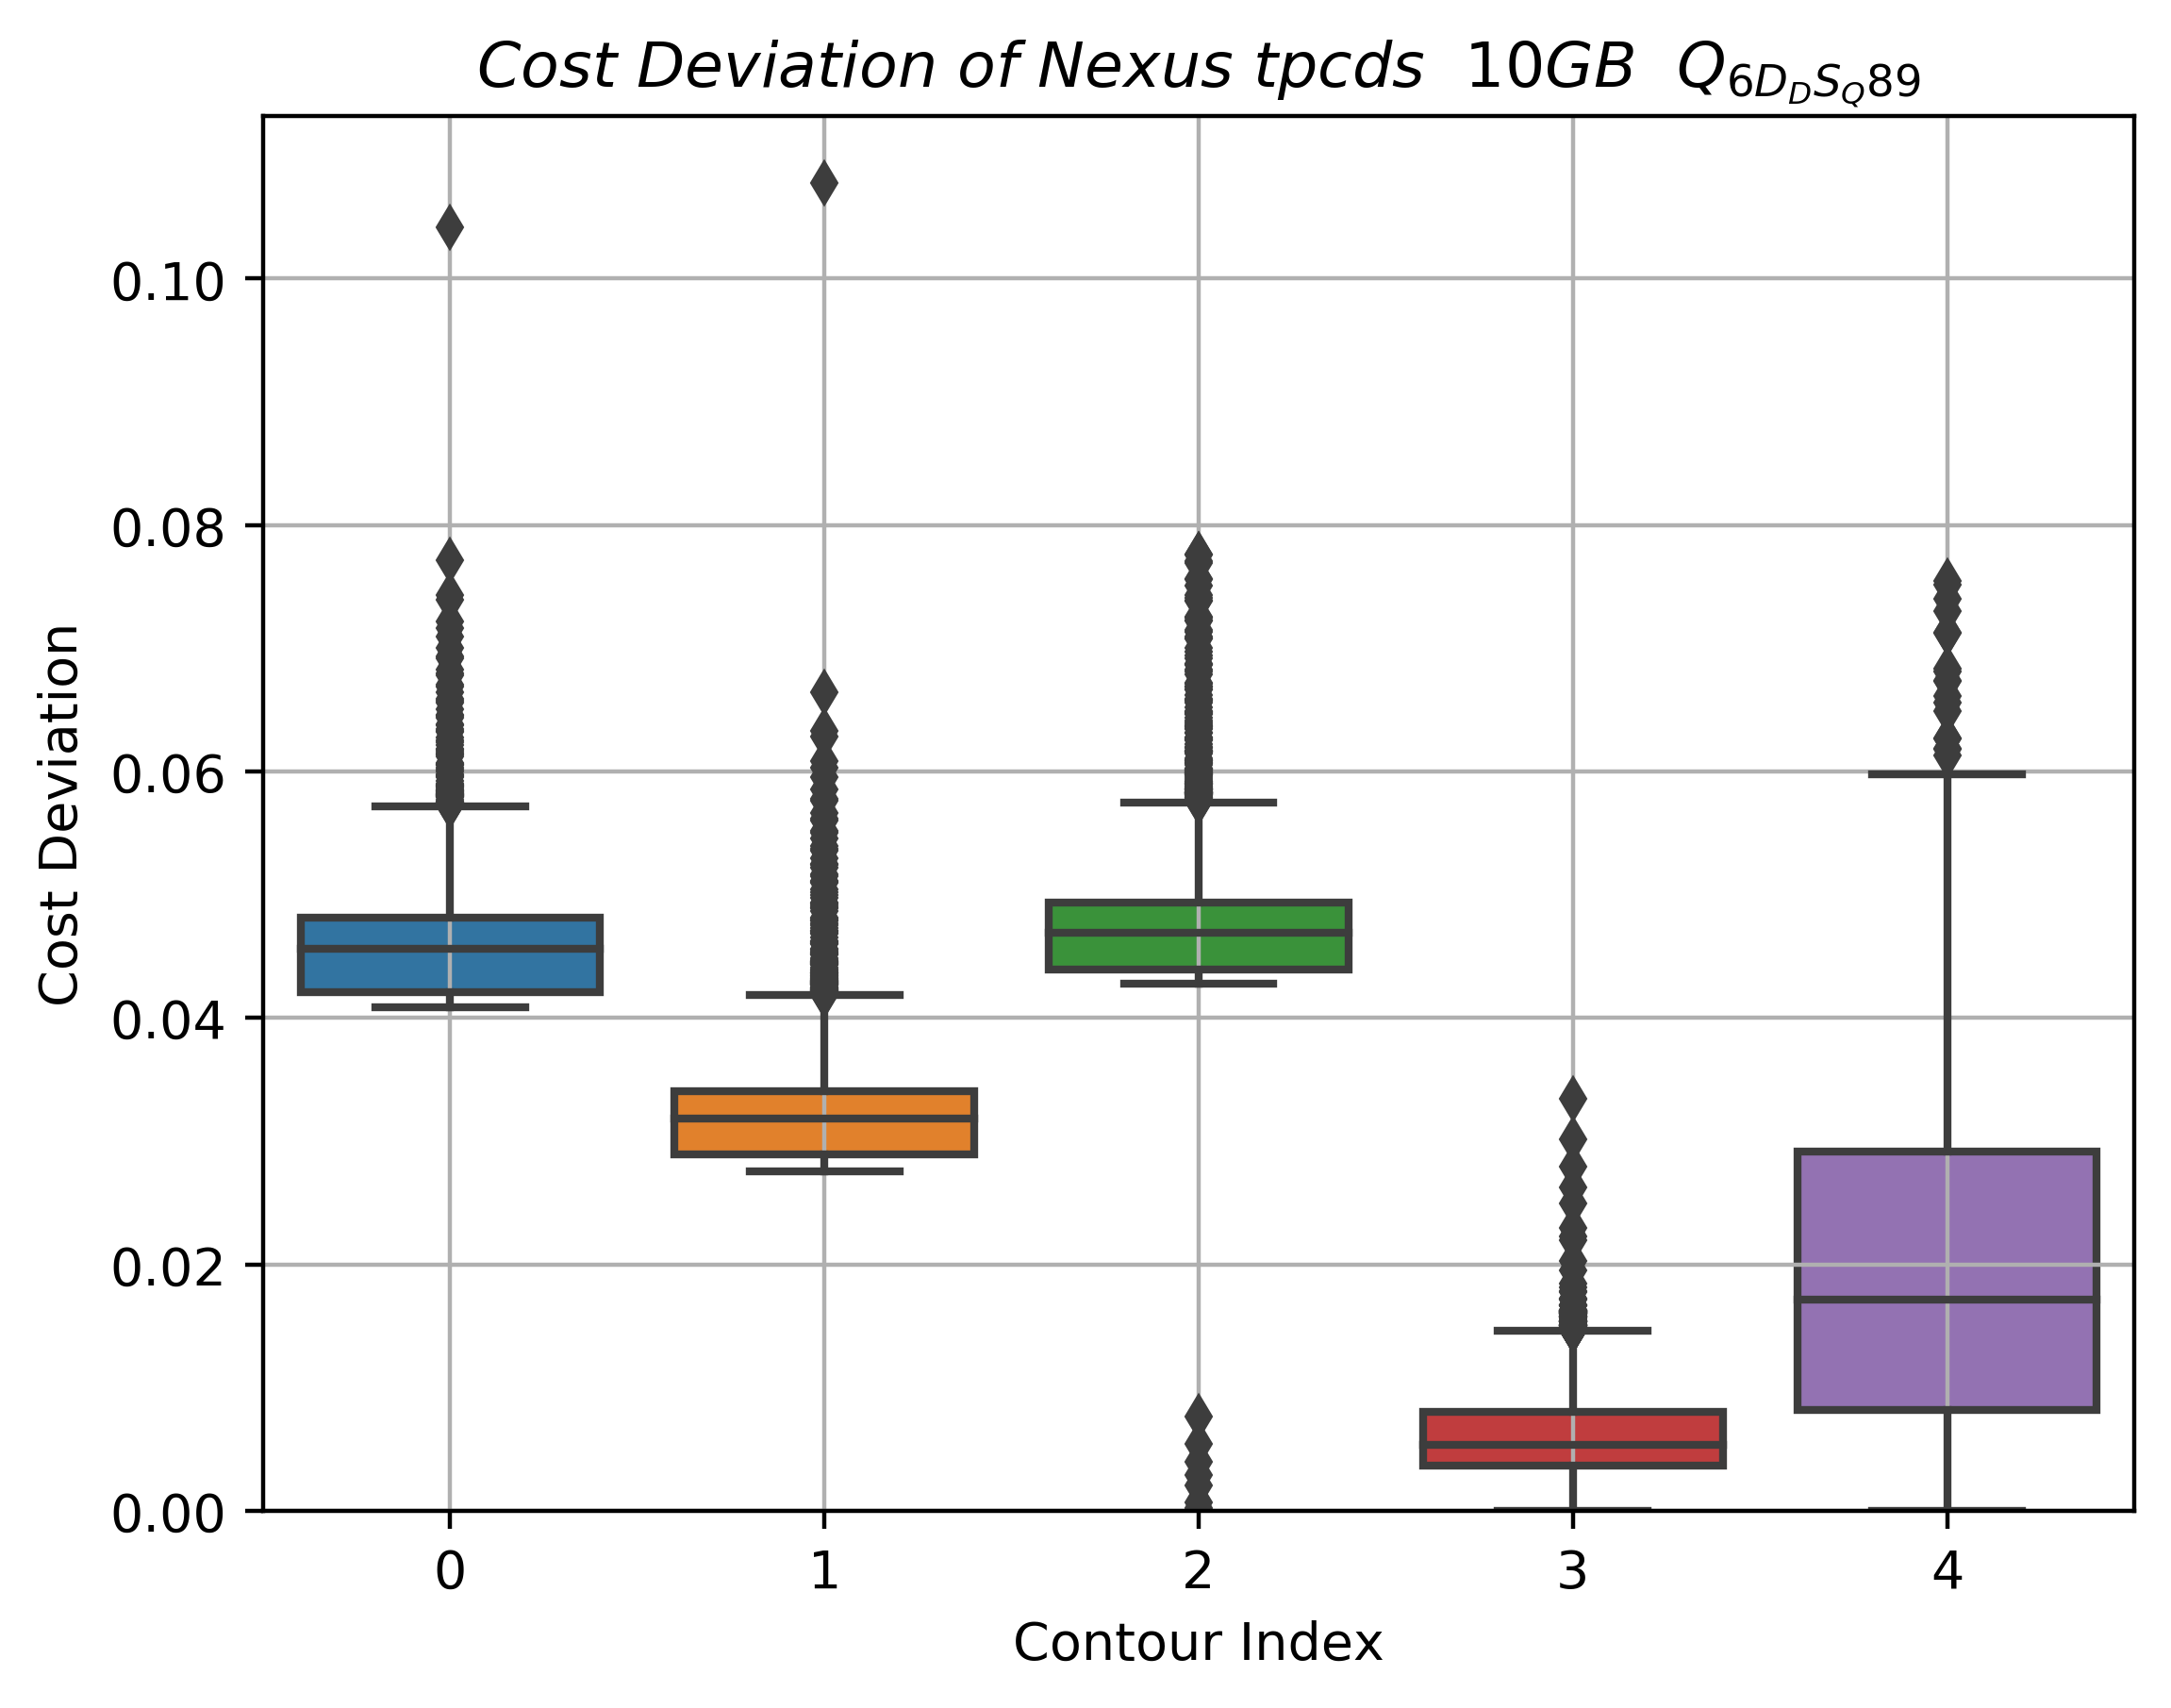 Cost Deviation of Nexus tpcds 10GB Q6DDSQ89
0.10
0.08
0.06
0.04
0.02
0.00
Cost Deviation
0 1 2 3 4
Contour Index